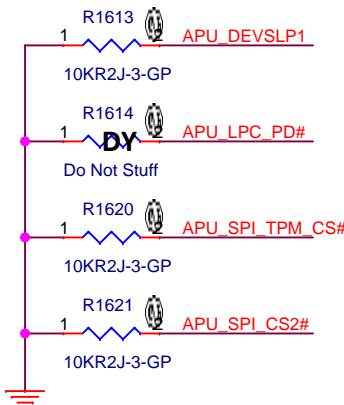 R1613
1 2 APU_DEVSLP1
10KR2J-3-GP
R1614
1 DY 2 APU_LPC_PD#
Do Not Stuff
R1620
1 2 APU_SPI_TPM_CS#
10KR2J-3-GP
R1621
1 2 APU_SPI_CS2#
10KR2J-3-GP